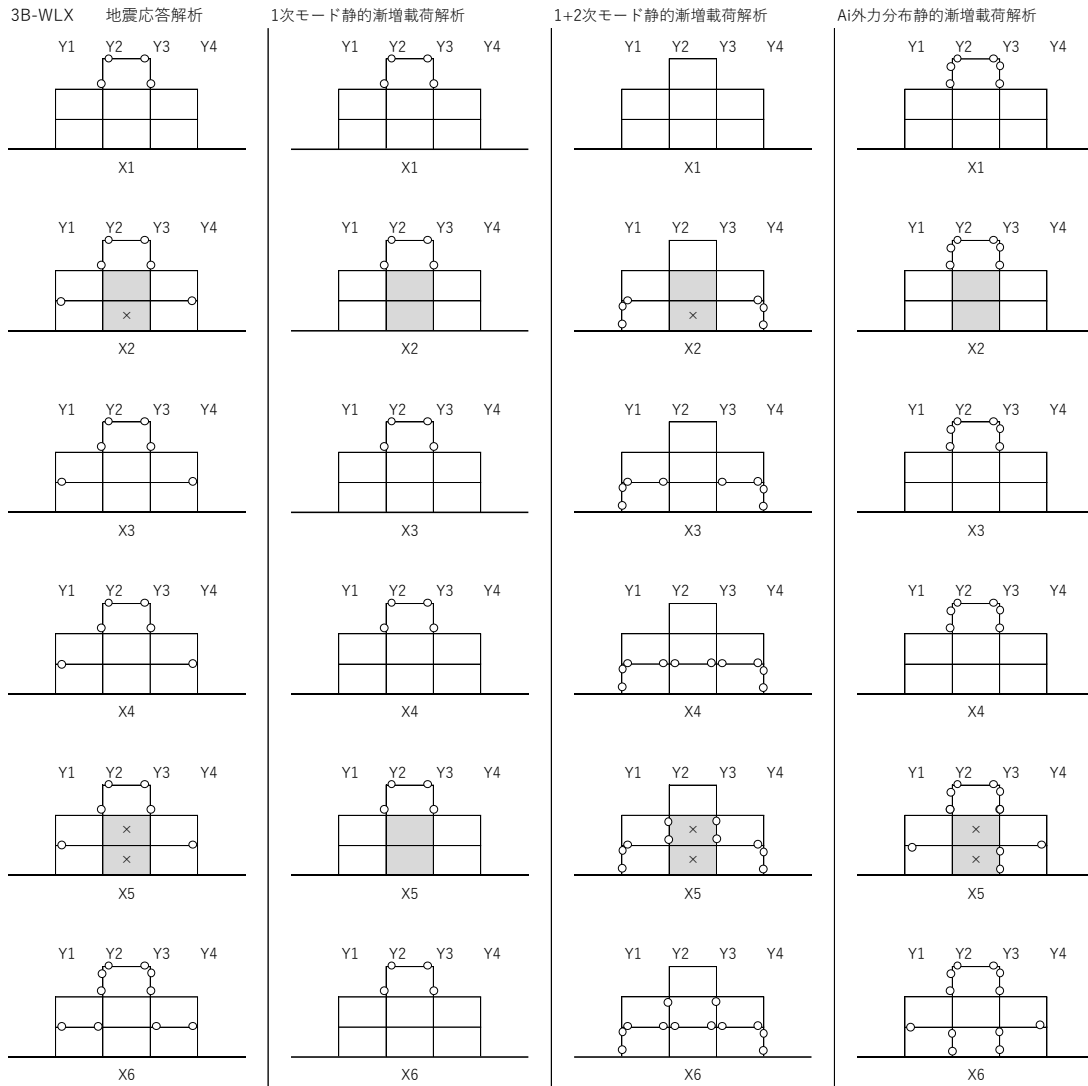 3B-WLX 地震応答解析 1次モード静的漸増載荷解析 1+2次モード静的漸増載荷解析 Ai外力分布静的漸増載荷解析
Y1 Y2 Y3 Y4 Y1 Y2 Y3 Y4 Y1 Y2 Y3 Y4 Y1 Y2 Y3 Y4
X1 X1 X1 X1
Y1 Y2 Y3 Y4 Y1 Y2 Y3 Y4 Y1 Y2 Y3 Y4 Y1 Y2 Y3 Y4
× ×
X2 X2 X2 X2
Y1 Y2 Y3 Y4 Y1 Y2 Y3 Y4 Y1 Y2 Y3 Y4 Y1 Y2 Y3 Y4
X3 X3 X3 X3
Y1 Y2 Y3 Y4 Y1 Y2 Y3 Y4 Y1 Y2 Y3 Y4 Y1 Y2 Y3 Y4
X4 X4 X4 X4
Y1 Y2 Y3 Y4 Y1 Y2 Y3 Y4 Y1 Y2 Y3 Y4 Y1 Y2 Y3 Y4
× × ×
× × ×
X5 X5 X5 X5
Y1 Y2 Y3 Y4 Y1 Y2 Y3 Y4 Y1 Y2 Y3 Y4 Y1 Y2 Y3 Y4
X6 X6 X6 X6